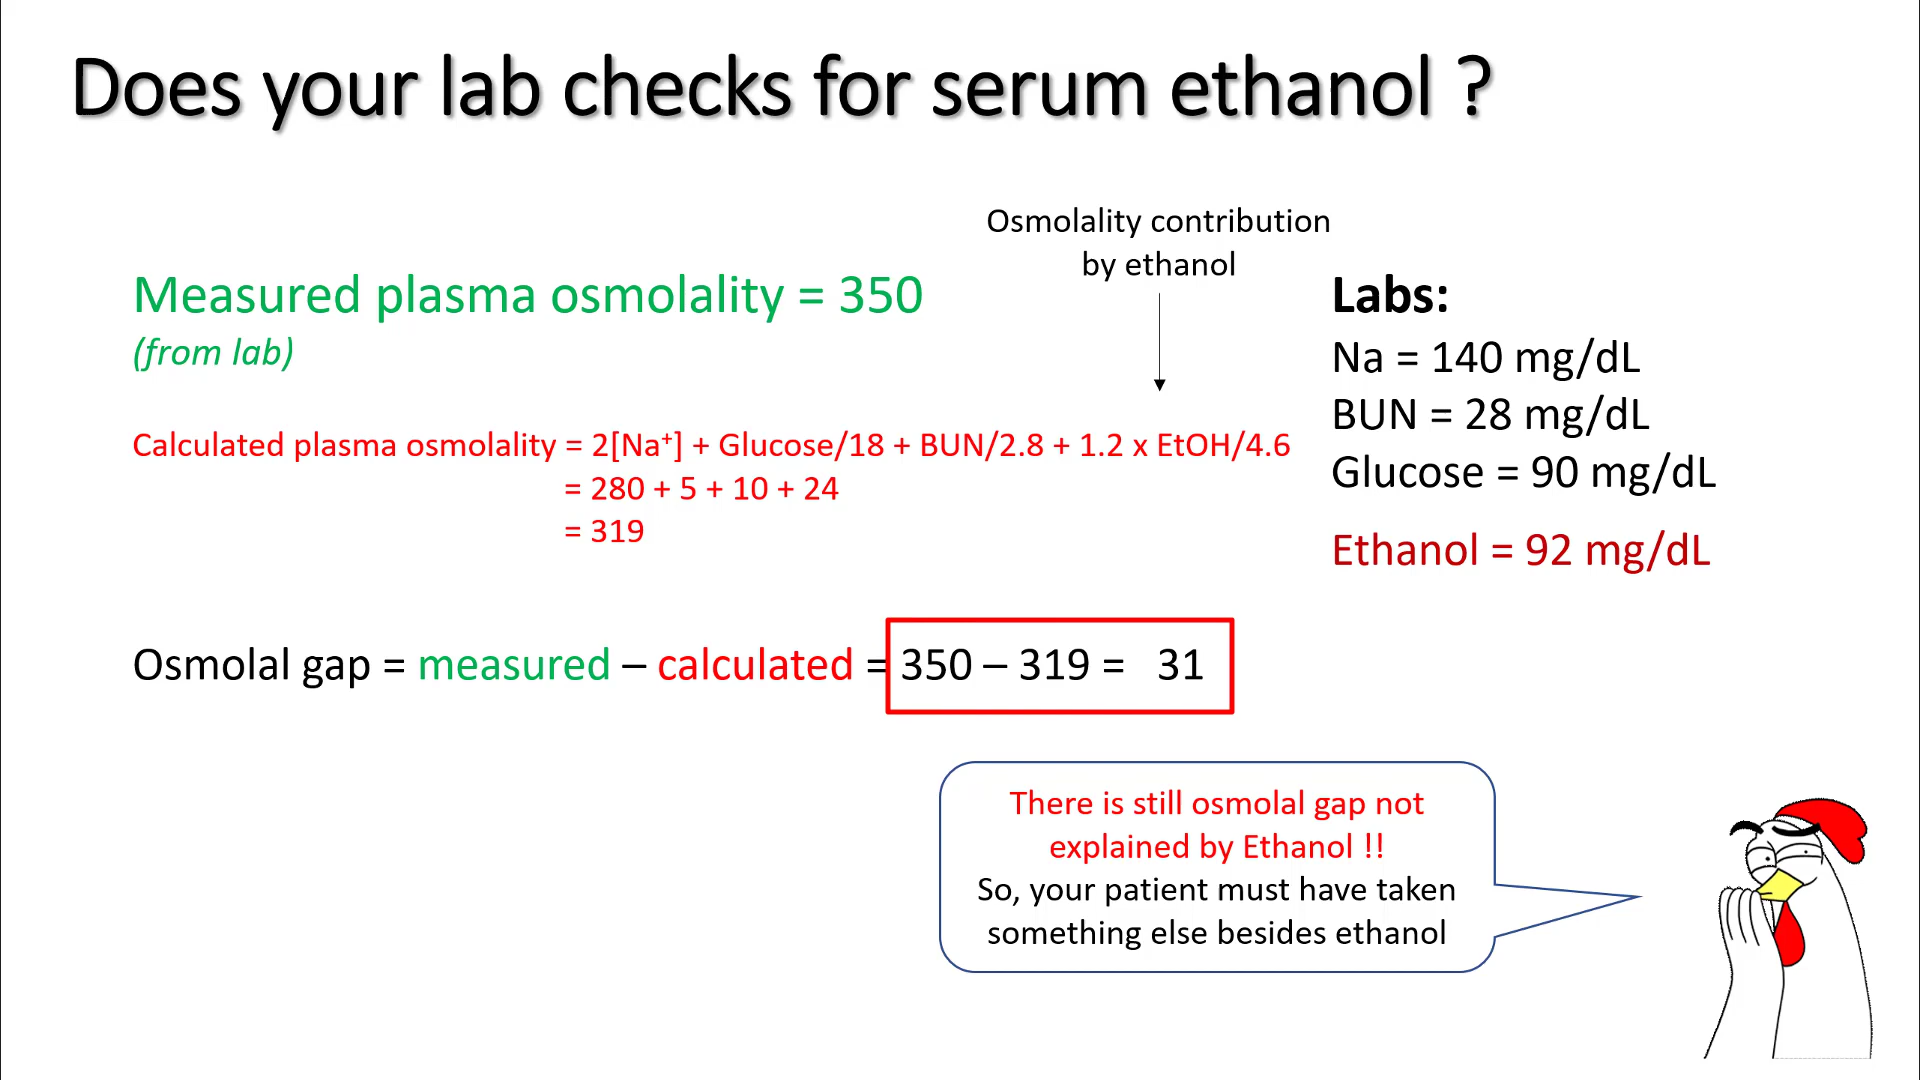 Does your lab checks for serum ethanol ?
Osmolality contribution
by ethanol
Measured plasma osmolality = 350
(from lab)
Calculated plasma osmolality = 2[Na⁺] + Glucose/18 + BUN/2.8 + 1.2 x EtOH/4.6
= 280 + 5 + 10 + 24
= 319
Labs:
Na = 140 mg/dL
BUN = 28 mg/dL
Glucose = 90 mg/dL
Ethanol = 92 mg/dL
Osmolal gap = measured – calculated = 350 – 319 = 31
There is still osmolal gap not
explained by Ethanol !!
So, your patient must have taken
something else besides ethanol